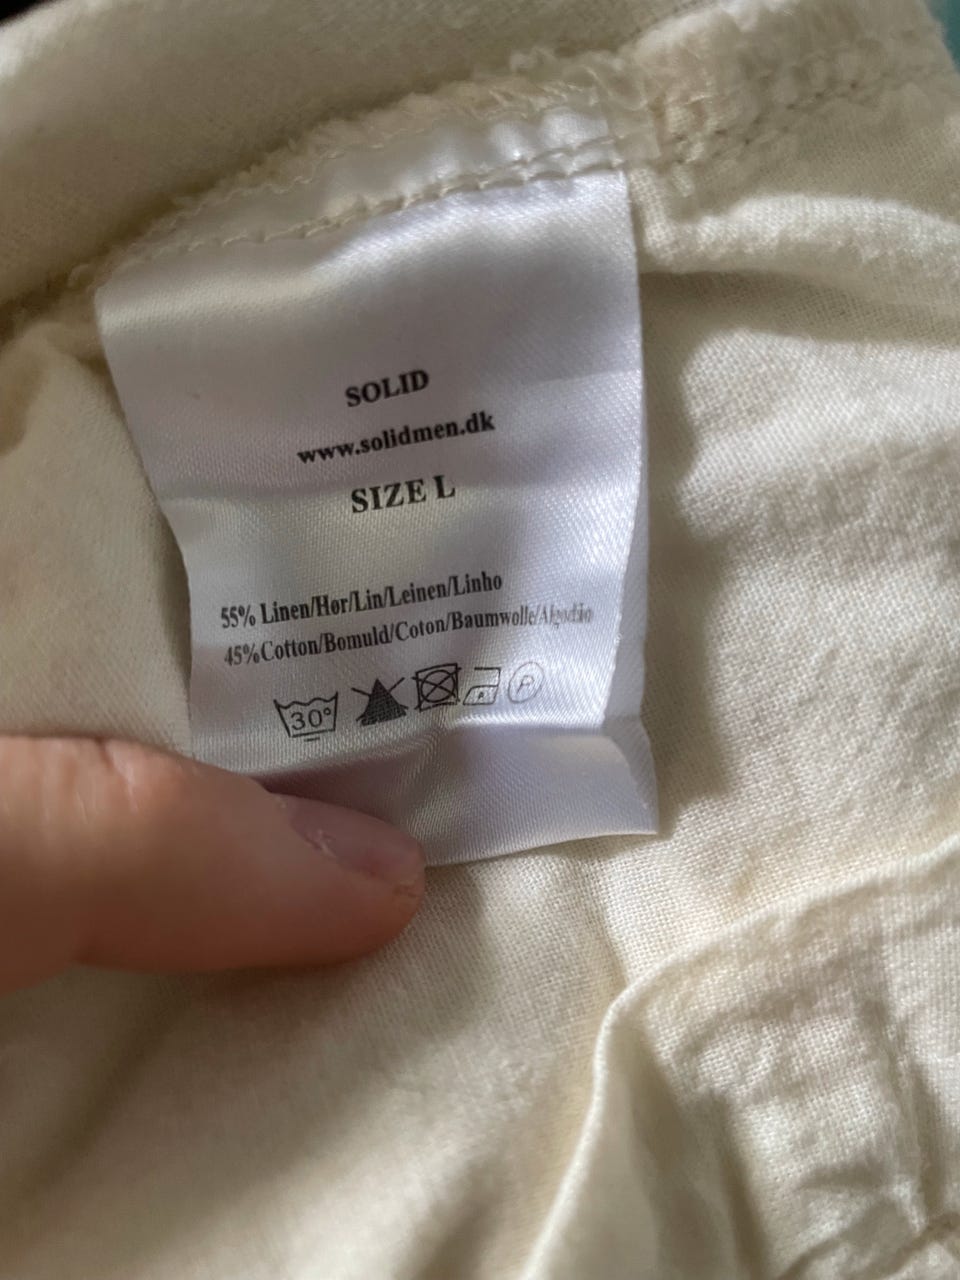 SOLID
www.solidmen.dk
SIZE L
55% Linen/Hør/Lin/Leinen/Linho
45%Cotton/Bomuld/Coton/Baumwolle/Algodão
30°
P